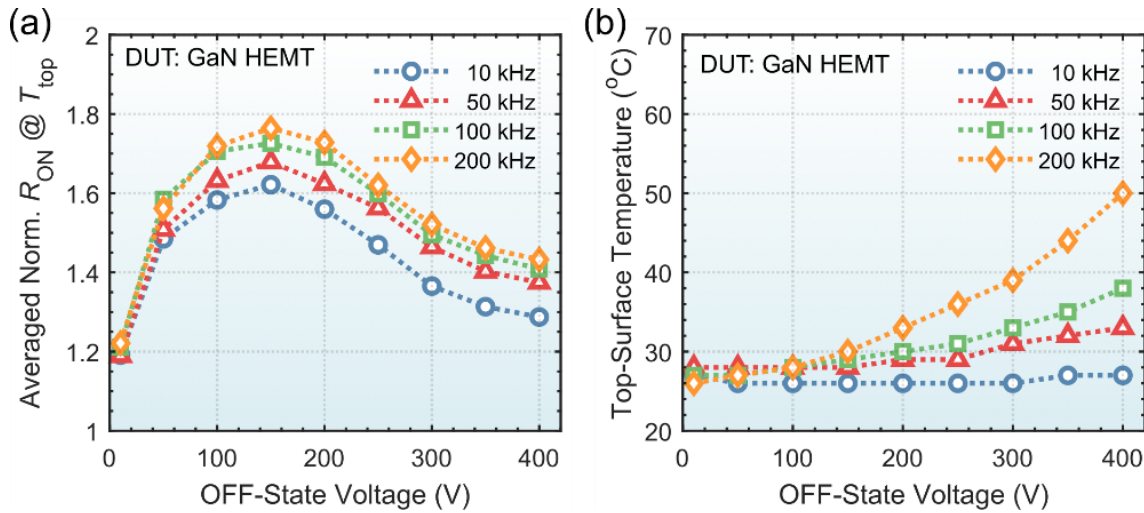 (a)
Averaged Norm. RON @ Ttop
2
1.8
1.6
1.4
1.2
1
DUT: GaN HEMT
10 kHz
50 kHz
100 kHz
200 kHz
0 100 200 300 400
OFF-State Voltage (V)
(b)
Top-Surface Temperature (°C)
70
60
50
40
30
20
DUT: GaN HEMT
10 kHz
50 kHz
100 kHz
200 kHz
0 100 200 300 400
OFF-State Voltage (V)